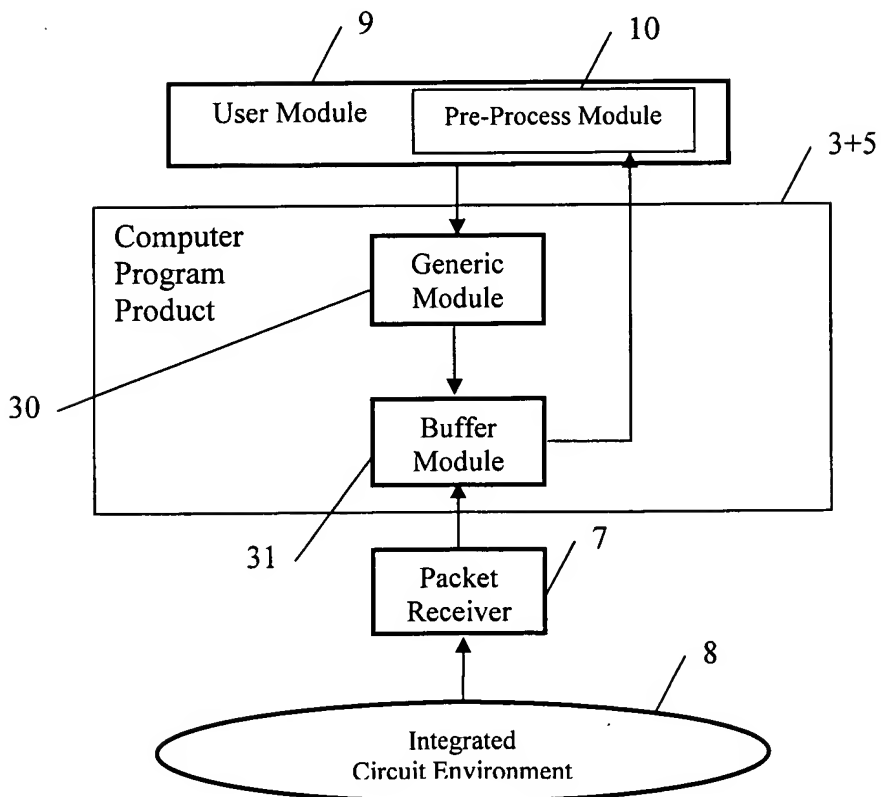 9
10
User Module
Pre-Process Module
3+5
Computer
Program
Product
Generic
Module
30
Buffer
Module
31
7
Packet
Receiver
8
Integrated
Circuit Environment